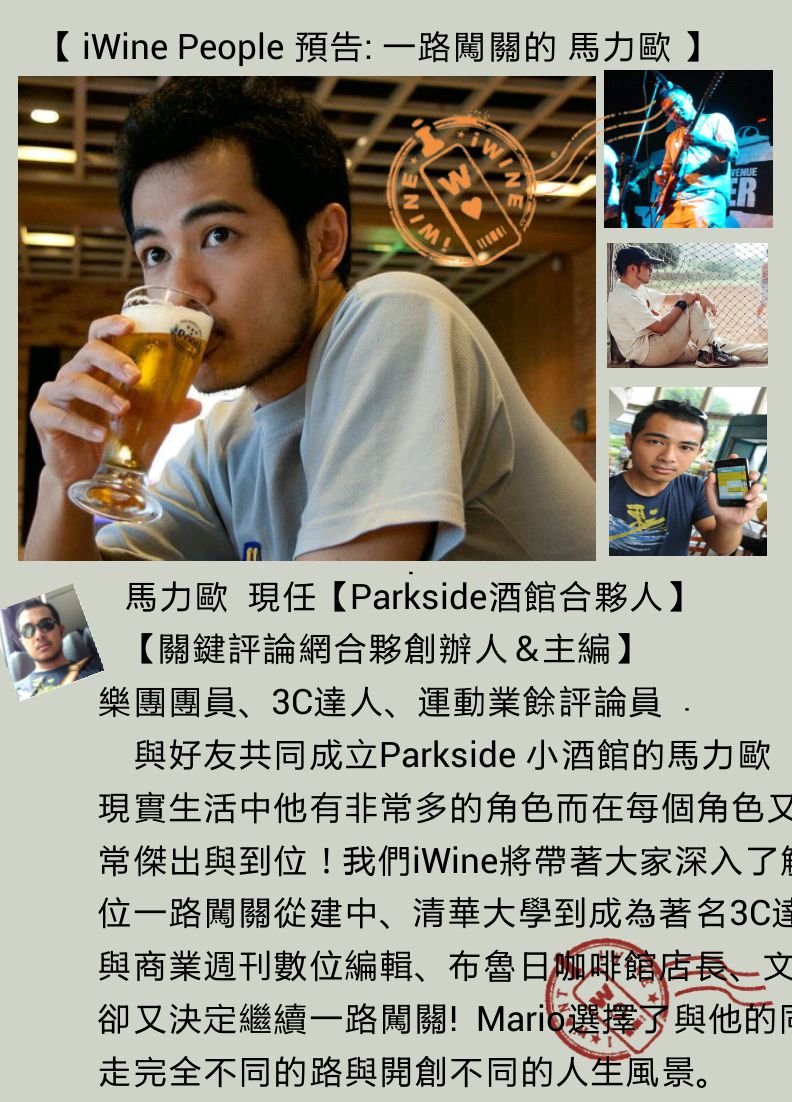 【 iWine People 預告: 一路闖關的 馬力歐 】
iWINE
W
iWINE
VENUE
ER
馬力歐 現任【Parkside酒館合夥人】
【關鍵評論網合夥創辦人＆主編】
樂團團員、3C達人、運動業餘評論員 .
與好友共同成立Parkside 小酒館的馬力歐
現實生活中他有非常多的角色而在每個角色又
常傑出與到位！我們iWine將帶著大家深入了解
位一路闖關從建中、清華大學到成為著名3C達
與商業週刊數位編輯、布魯日咖啡館店長、文
卻又決定繼續一路闖關! Mario選擇了與他的同
走完全不同的路與開創不同的人生風景。